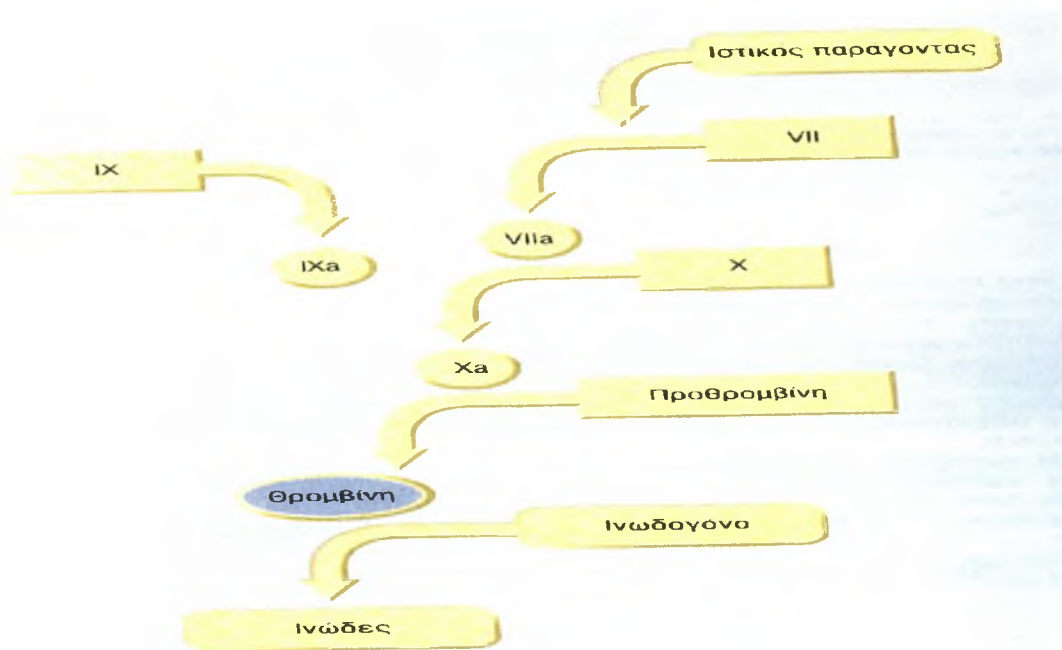 Ιστικος παραγοντας
VII
IX
VIIa
IXa
X
Xa
Προθρομβίνη
Θρομβίνη
Ινωδογόνο
Ινώδες